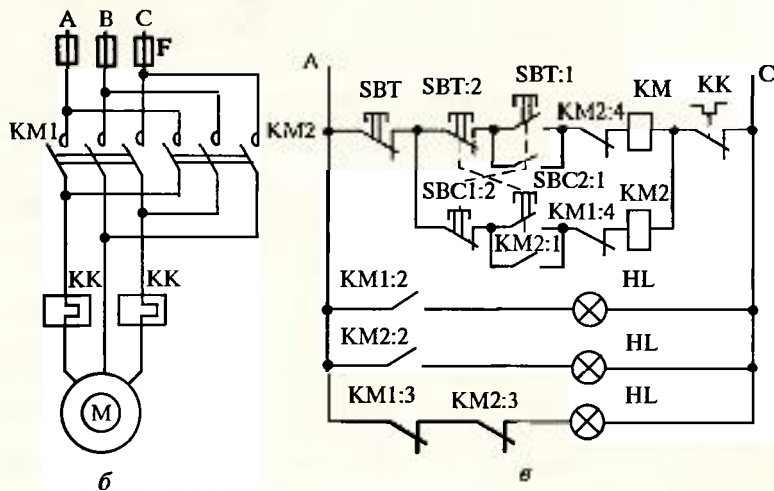 A B C
F
KM1
KK KK
M
б
A C
SBT SBT:2 SBT:1 KM2:4 KM KK
KM2
SBC1:2 SBC2:1 KM1:4 KM2
KM2:1
KM1:2 HL
KM2:2 HL
KM1:3 KM2:3 HL
в